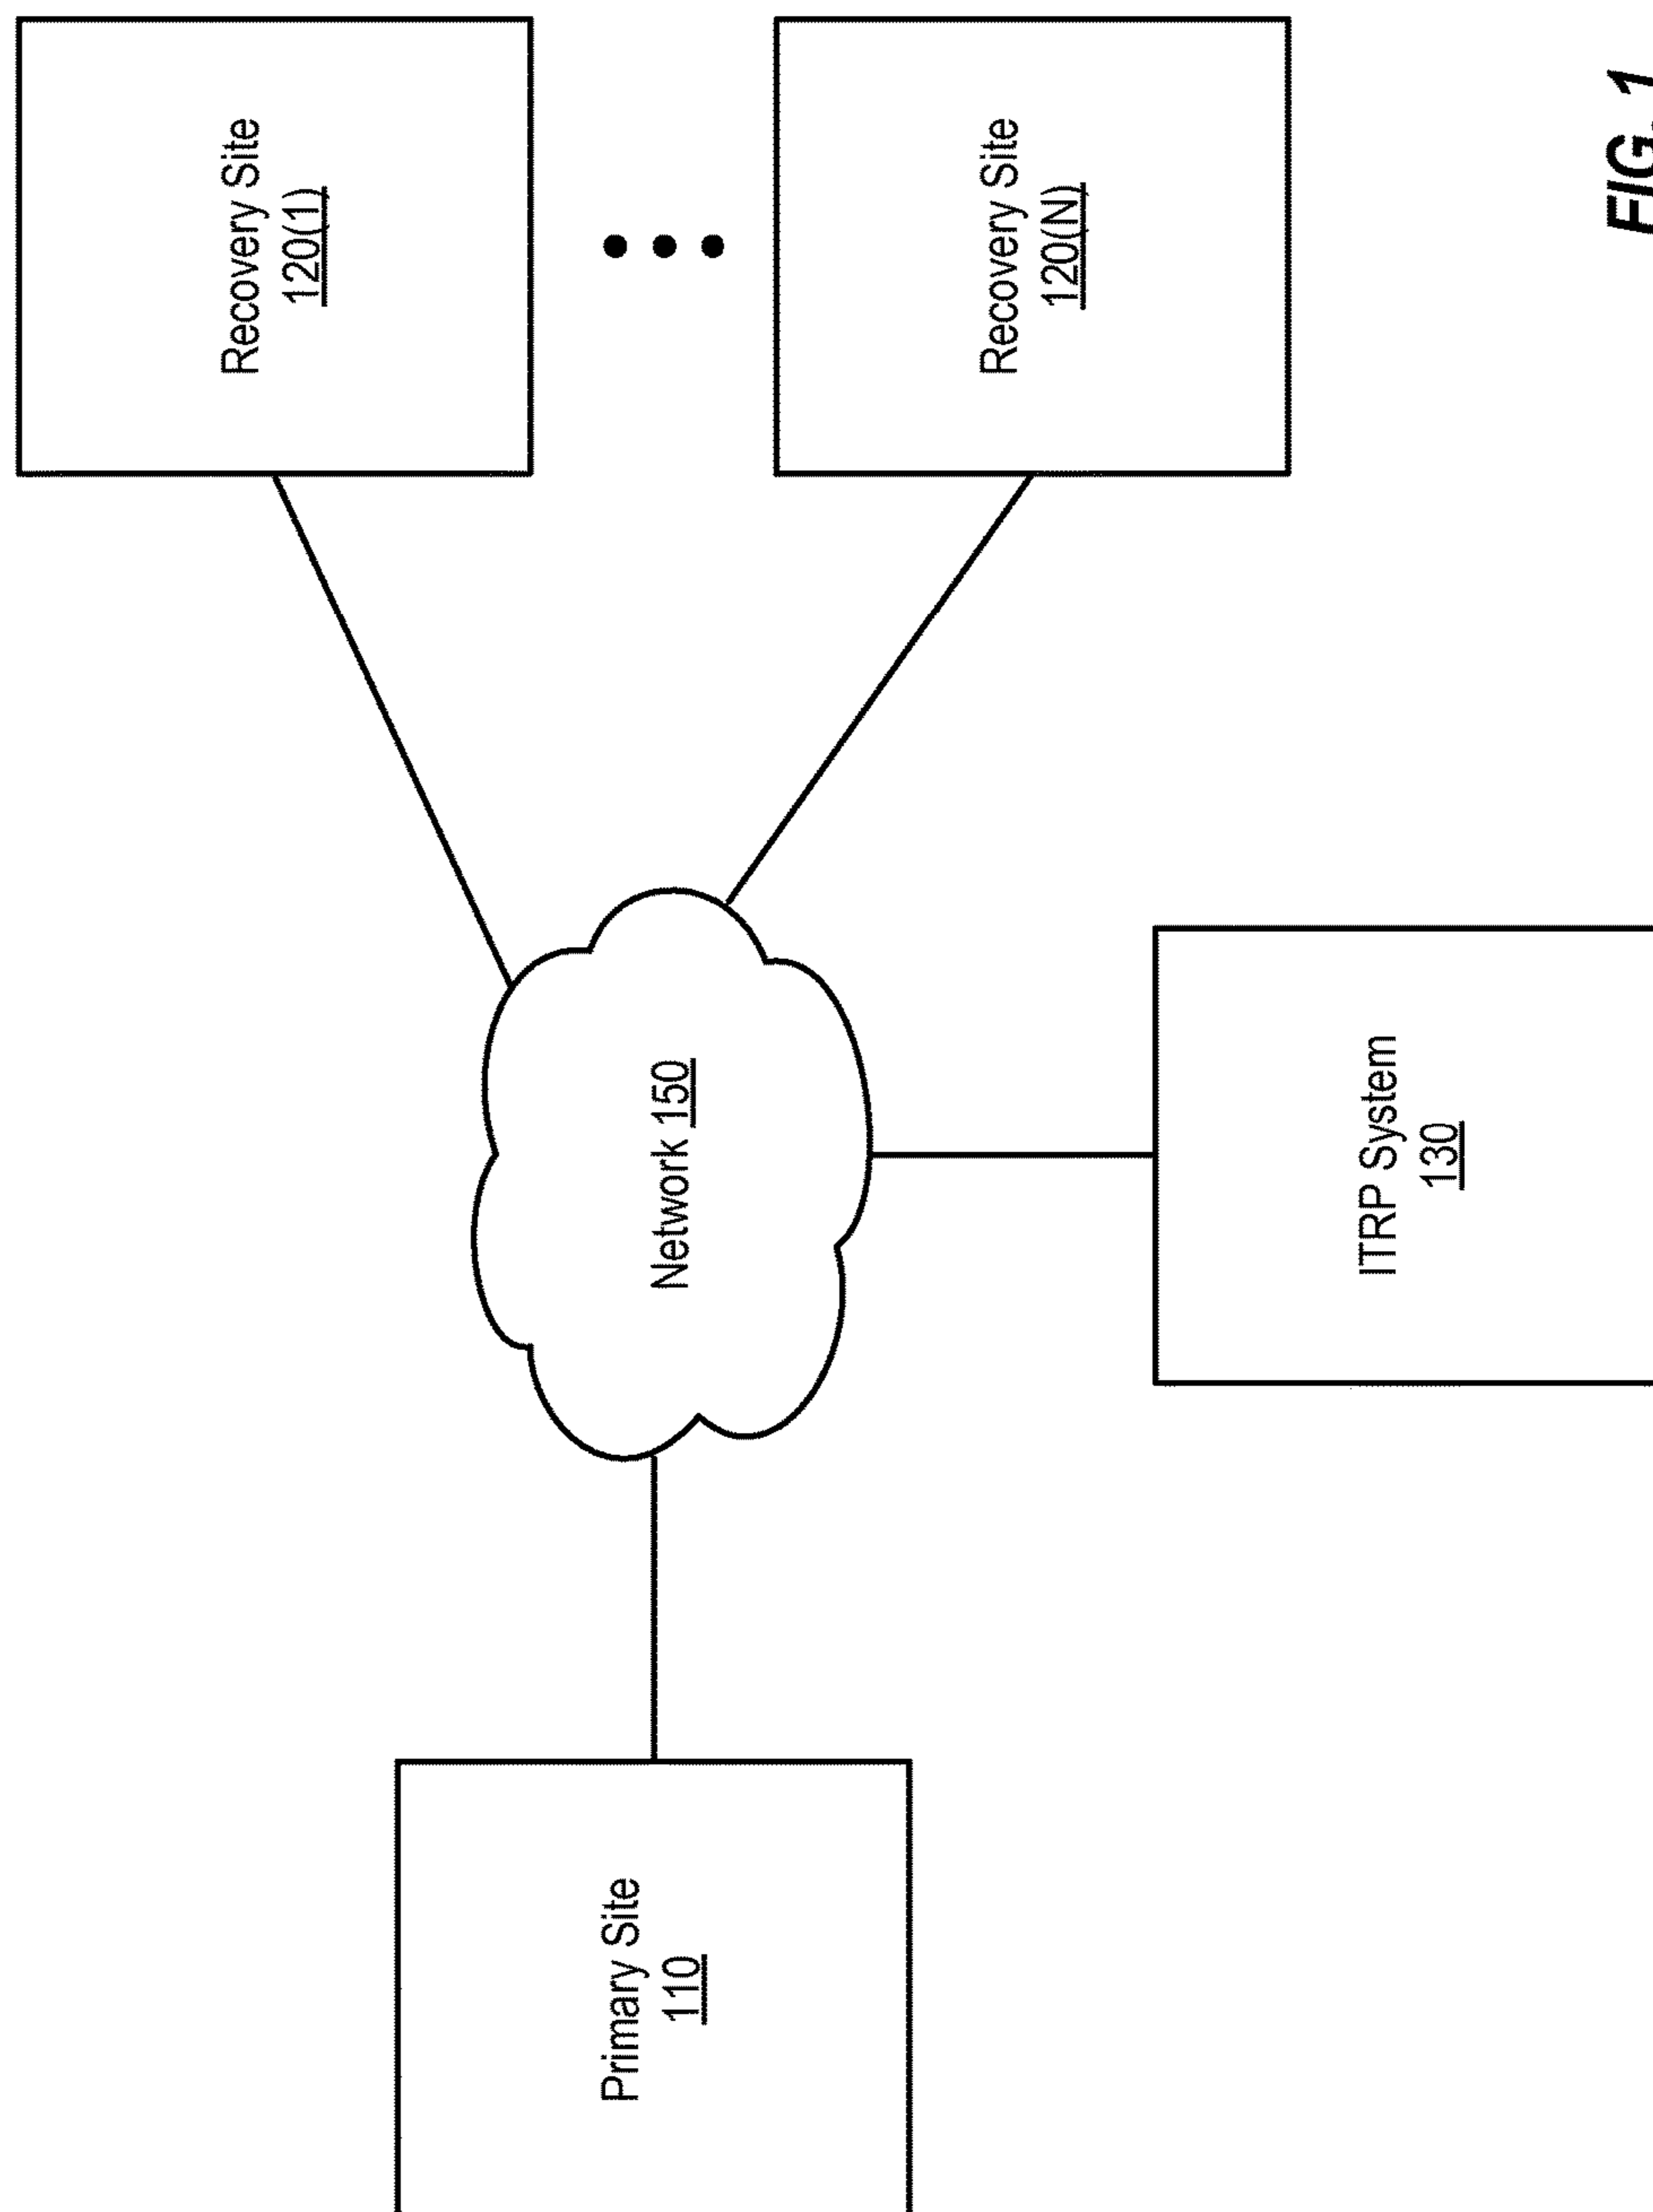 Recovery Site
120(1)
Primary Site
110
Network 150
Recovery Site
120(N)
ITRP System
130
FIG. 1